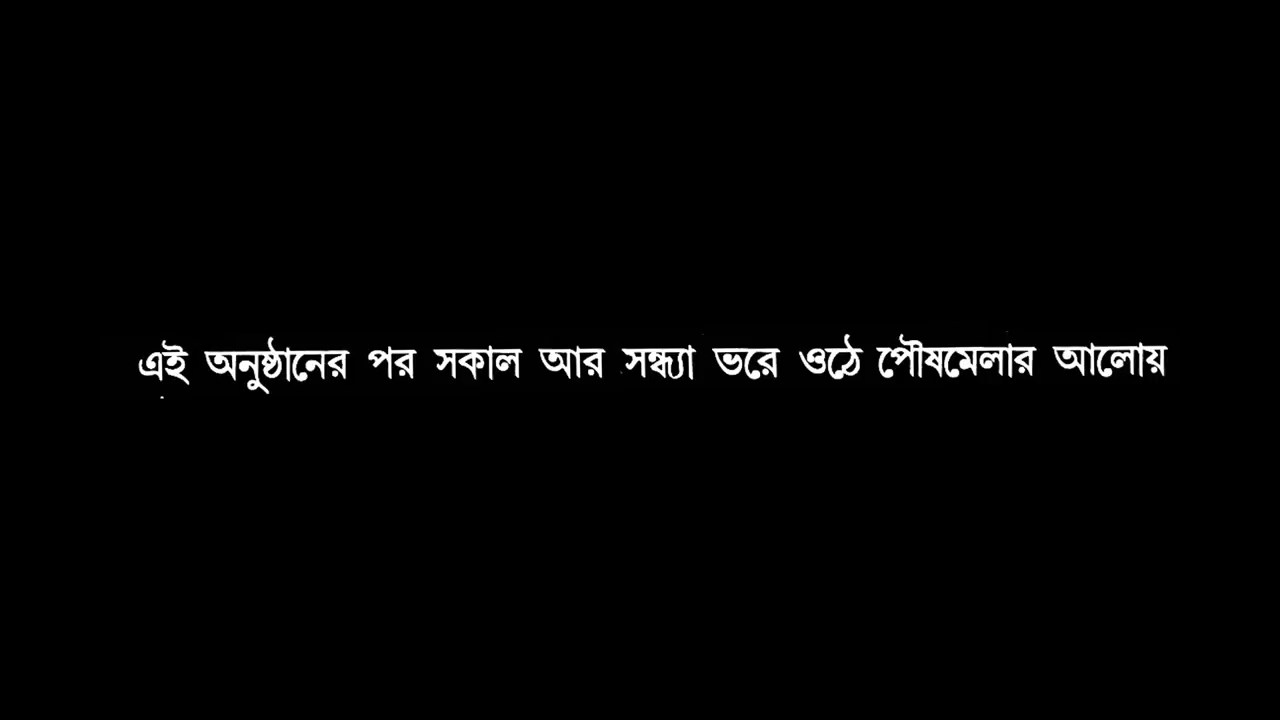 এই অনুষ্ঠানের পর সকাল আর সন্ধ্যা ভরে ওঠে পৌষমেলার আলোয়